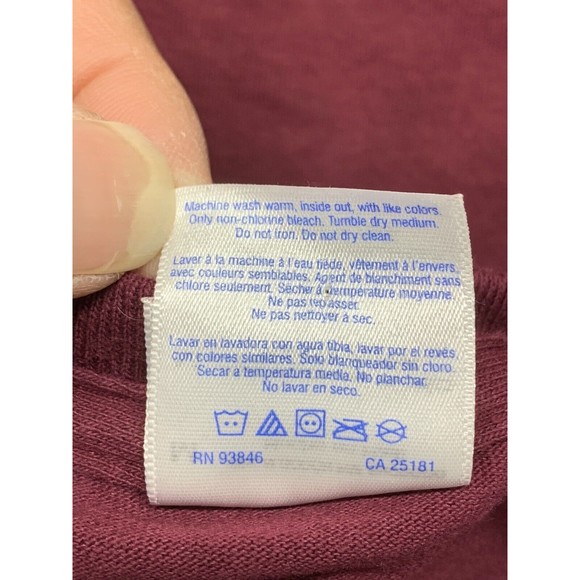 Machine wash warm, inside out, with like colors.
Only non-chlorine bleach. Tumble dry medium.
Do not iron. Do not dry clean.
Laver à la machine à l'eau tiède, vêtement à l'envers,
avec couleurs semblables. Agent de blanchiment sans
chlore seulement. Sécher à température moyenne.
Ne pas repasser.
Ne pas nettoyer à sec.
Lavar en lavadora con agua tibia, lavar por el revés,
con colores similares. Solo blanqueador sin cloro.
Secar a temperatura media. No planchar.
No lavar en seco.
RN 93846 CA 25181